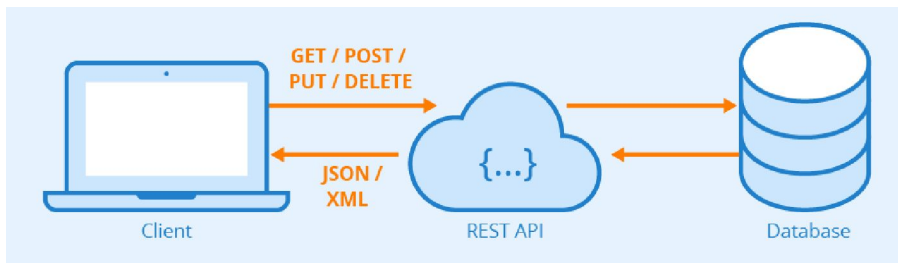 GET / POST /
PUT / DELETE
{...}
JSON /
XML
Client
REST API
Database